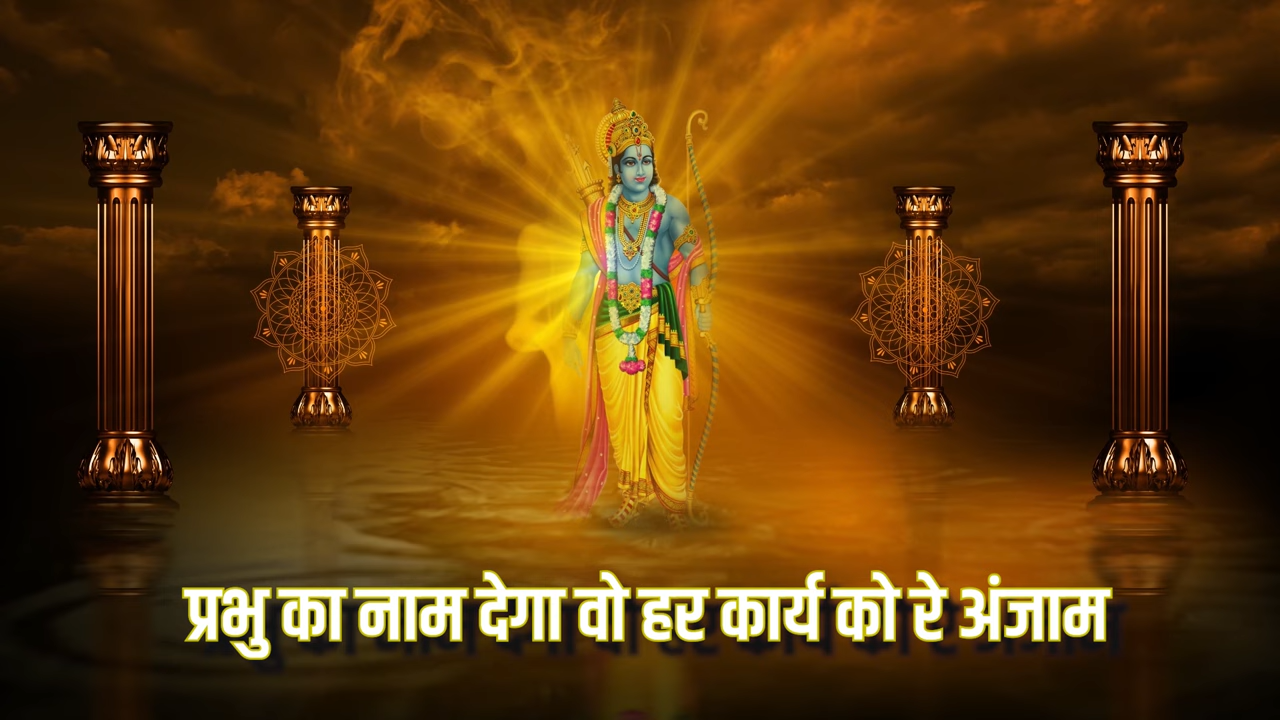 प्रभु का नाम देगा वो हर कार्य को रे अंजाम